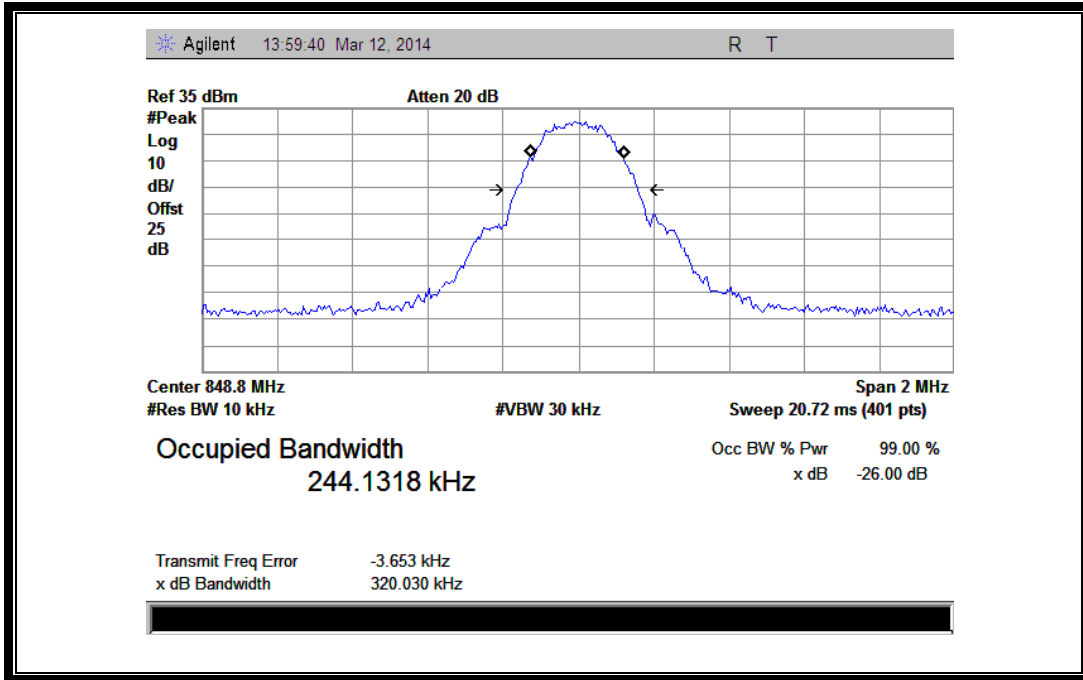 Agilent 13:59:40 Mar 12, 2014 R T
Ref 35 dBm Atten 20 dB
#Peak
Log
10
dB/
Offst
25
dB
Center 848.8 MHz Span 2 MHz
#Res BW 10 kHz #VBW 30 kHz Sweep 20.72 ms (401 pts)
Occupied Bandwidth Occ BW % Pwr 99.00 %
244.1318 kHz x dB -26.00 dB
Transmit Freq Error -3.653 kHz
x dB Bandwidth 320.030 kHz